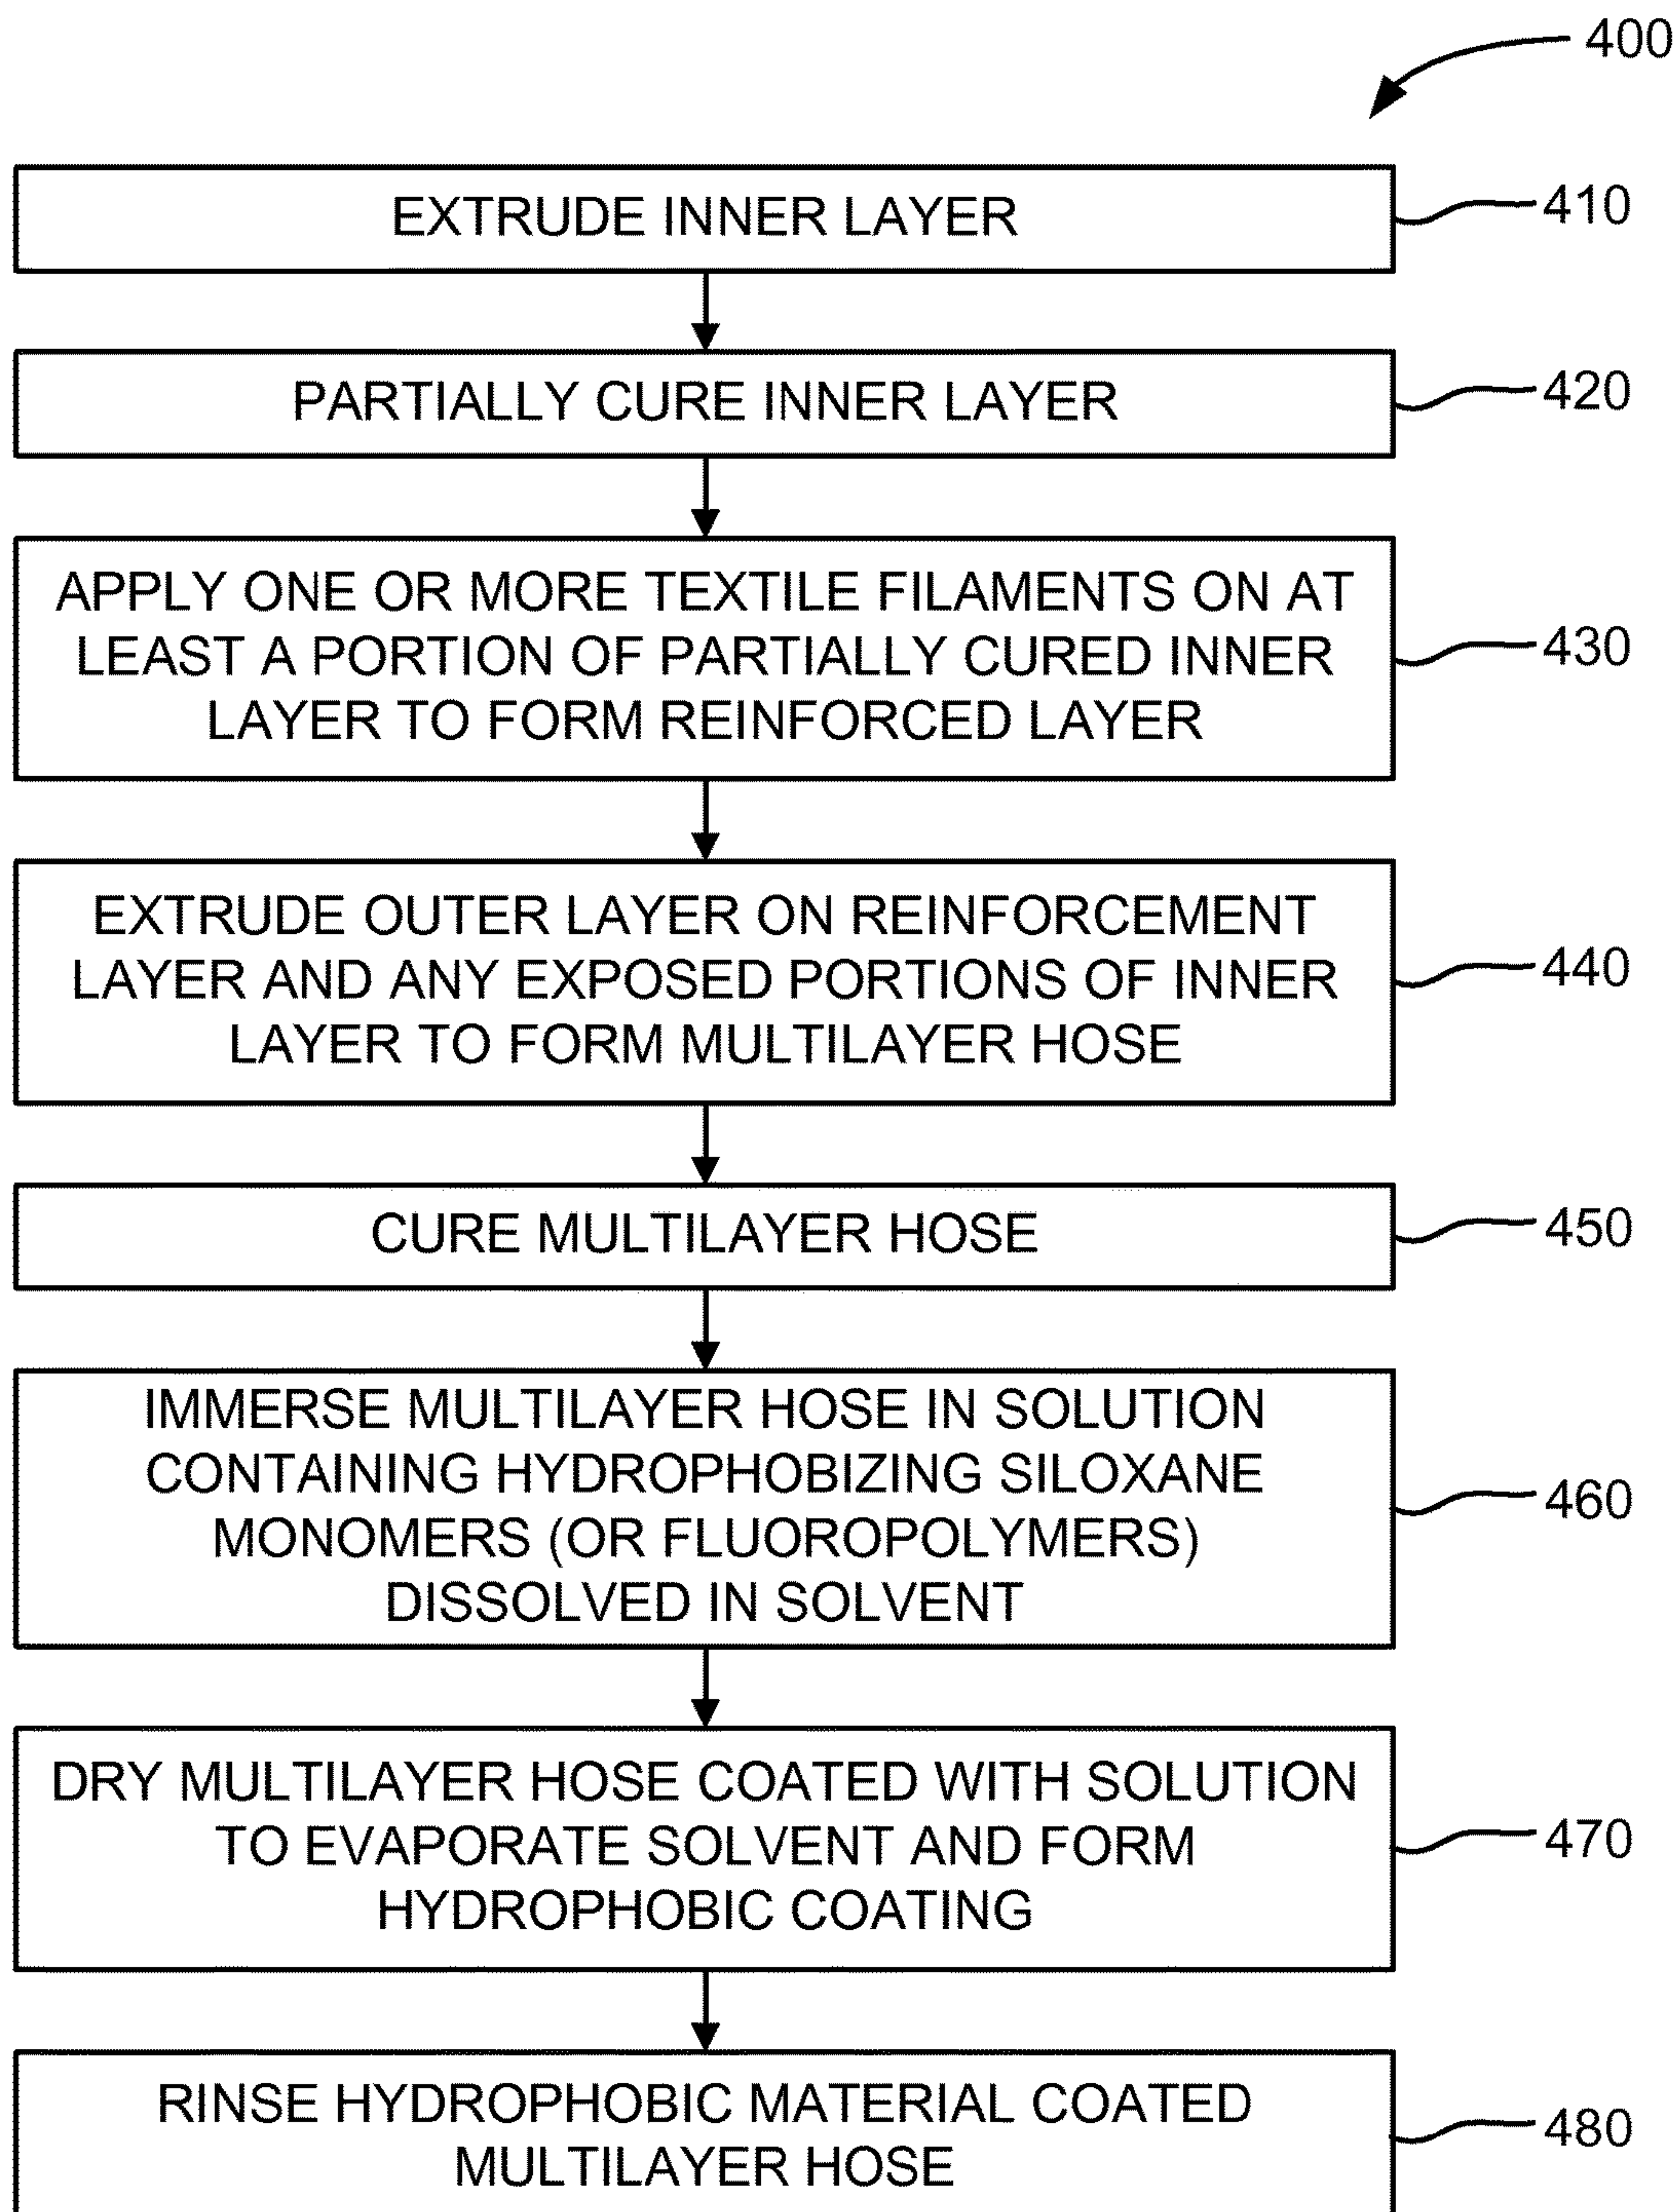 400
EXTRUDE INNER LAYER
410
PARTIALLY CURE INNER LAYER
420
APPLY ONE OR MORE TEXTILE FILAMENTS ON AT
LEAST A PORTION OF PARTIALLY CURED INNER
LAYER TO FORM REINFORCED LAYER
430
EXTRUDE OUTER LAYER ON REINFORCEMENT
LAYER AND ANY EXPOSED PORTIONS OF INNER
LAYER TO FORM MULTILAYER HOSE
440
CURE MULTILAYER HOSE
450
IMMERSE MULTILAYER HOSE IN SOLUTION
CONTAINING HYDROPHOBIZING SILOXANE
MONOMERS (OR FLUOROPOLYMERS)
DISSOLVED IN SOLVENT
460
DRY MULTILAYER HOSE COATED WITH SOLUTION
TO EVAPORATE SOLVENT AND FORM
HYDROPHOBIC COATING
470
RINSE HYDROPHOBIC MATERIAL COATED
MULTILAYER HOSE
480